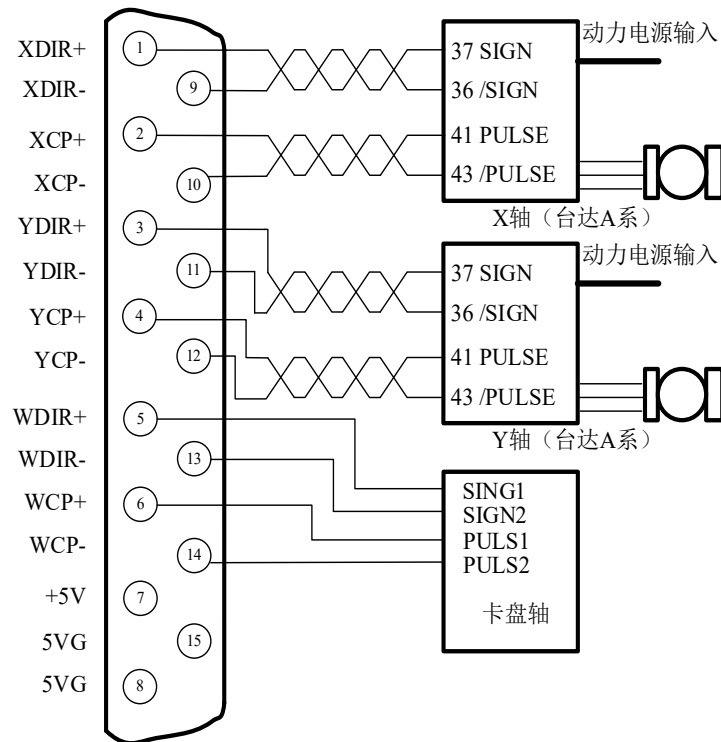 XDIR+
1
XDIR-
9
XCP+
2
XCP-
10
YDIR+
3
YDIR-
11
YCP+
4
YCP-
12
WDIR+
5
WDIR-
13
WCP+
6
WCP-
14
+5V
7
5VG
15
5VG
8
37 SIGN
36 /SIGN
41 PULSE
43 /PULSE
动力电源输入
X轴（台达A系）
37 SIGN
36 /SIGN
41 PULSE
43 /PULSE
动力电源输入
Y轴（台达A系）
SING1
SIGN2
PULS1
PULS2
卡盘轴